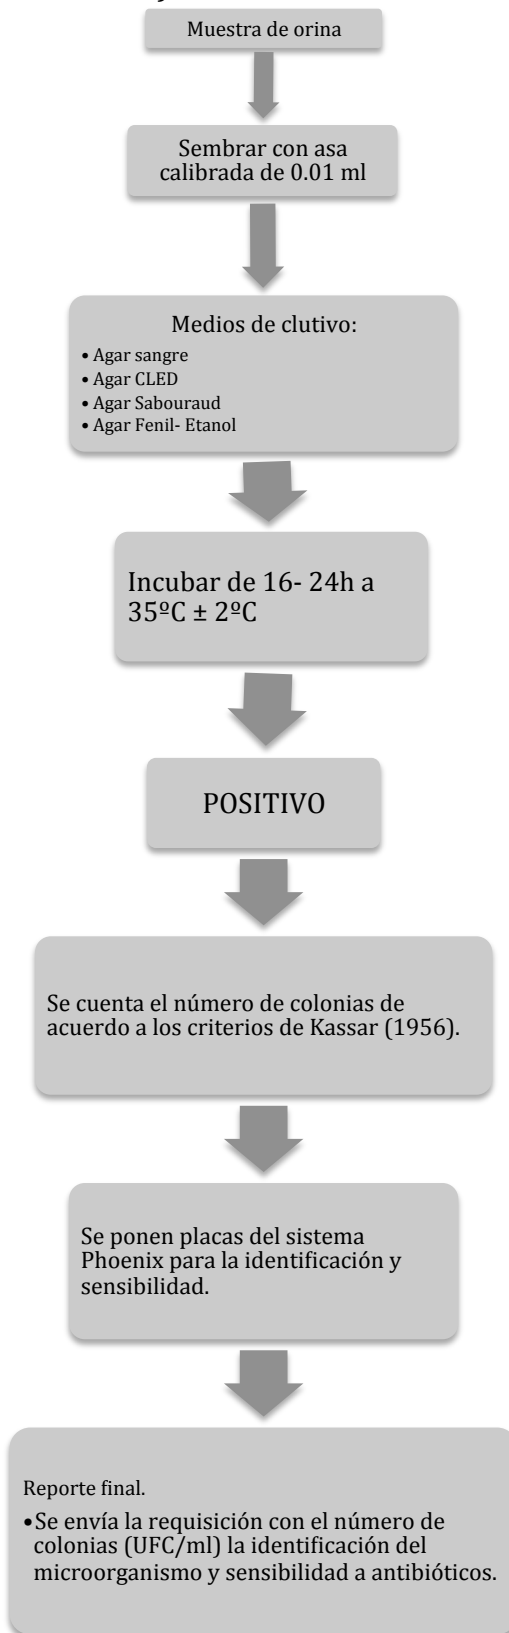 Muestra de orina
Sembrar con asa
calibrada de 0.01 ml
Medios de clutivo:
• Agar sangre
• Agar CLED
• Agar Sabouraud
• Agar Fenil- Etanol
Incubar de 16- 24h a
35ºC ± 2ºC
POSITIVO
Se cuenta el número de colonias de
acuerdo a los criterios de Kassar (1956).
Se ponen placas del sistema
Phoenix para la identificación y
sensibilidad.
Reporte final.
•Se envía la requisición con el número de
colonias (UFC/ml) la identificación del
microorganismo y sensibilidad a antibióticos.